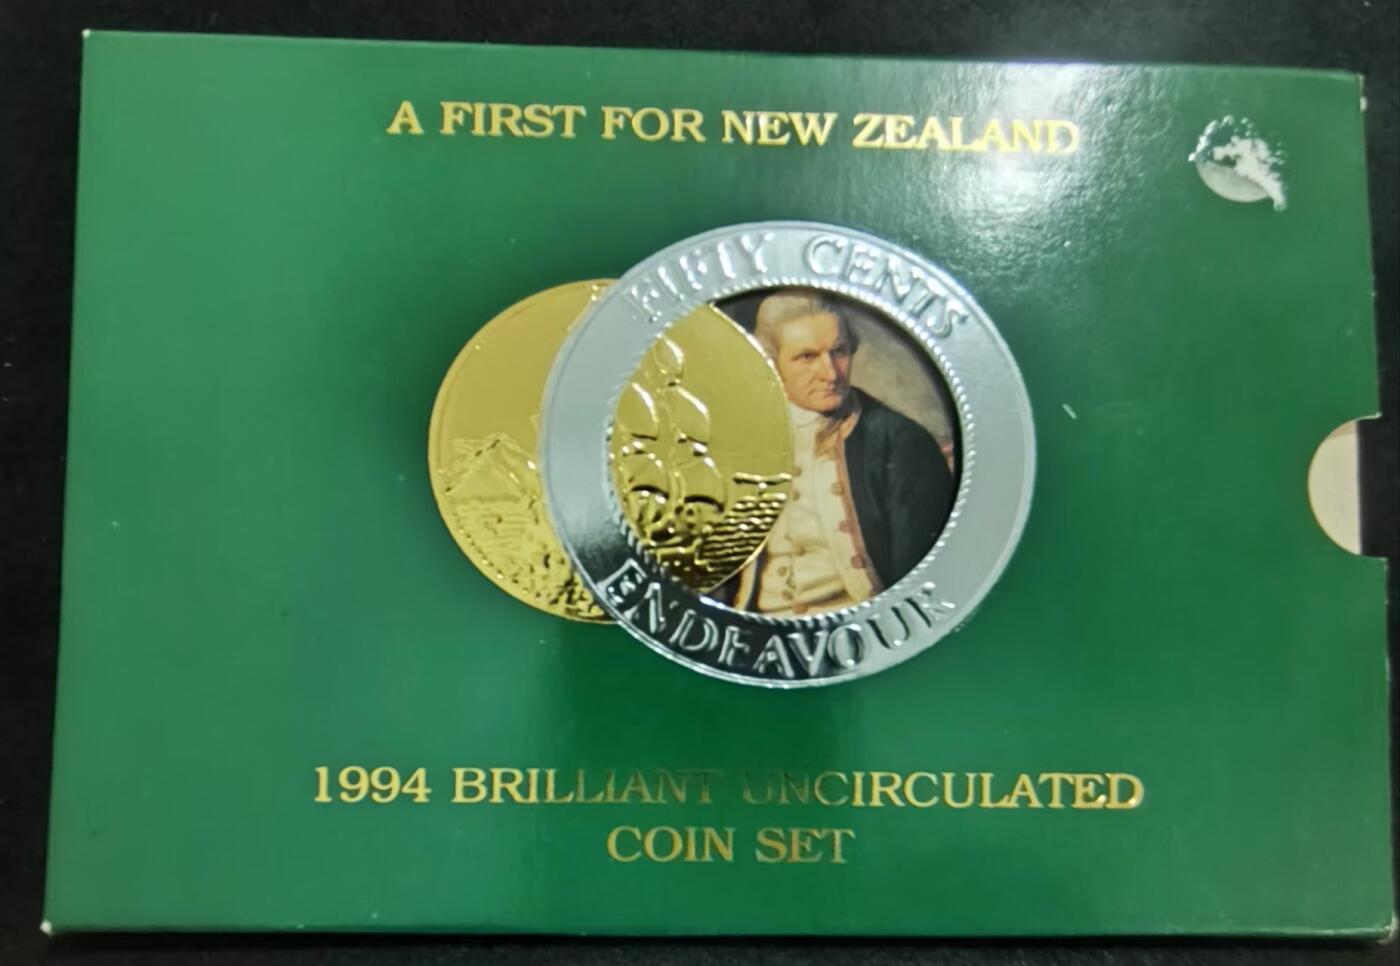 A FIRST FOR NEW ZEALAND
FIFTY CENTS
ENDEAVOUR
1994 BRILLIANT UNCIRCULATED
COIN SET